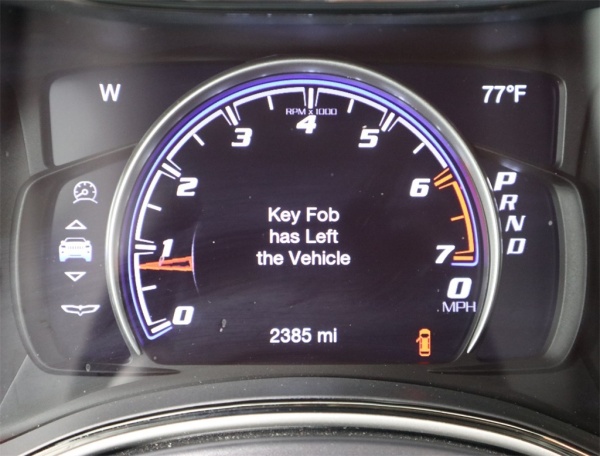 W
77°F
RPM x 1000
0
1
2
3
4
5
6
7
P
R
N
D
Key Fob
has Left
the Vehicle
0
MPH
2385 mi